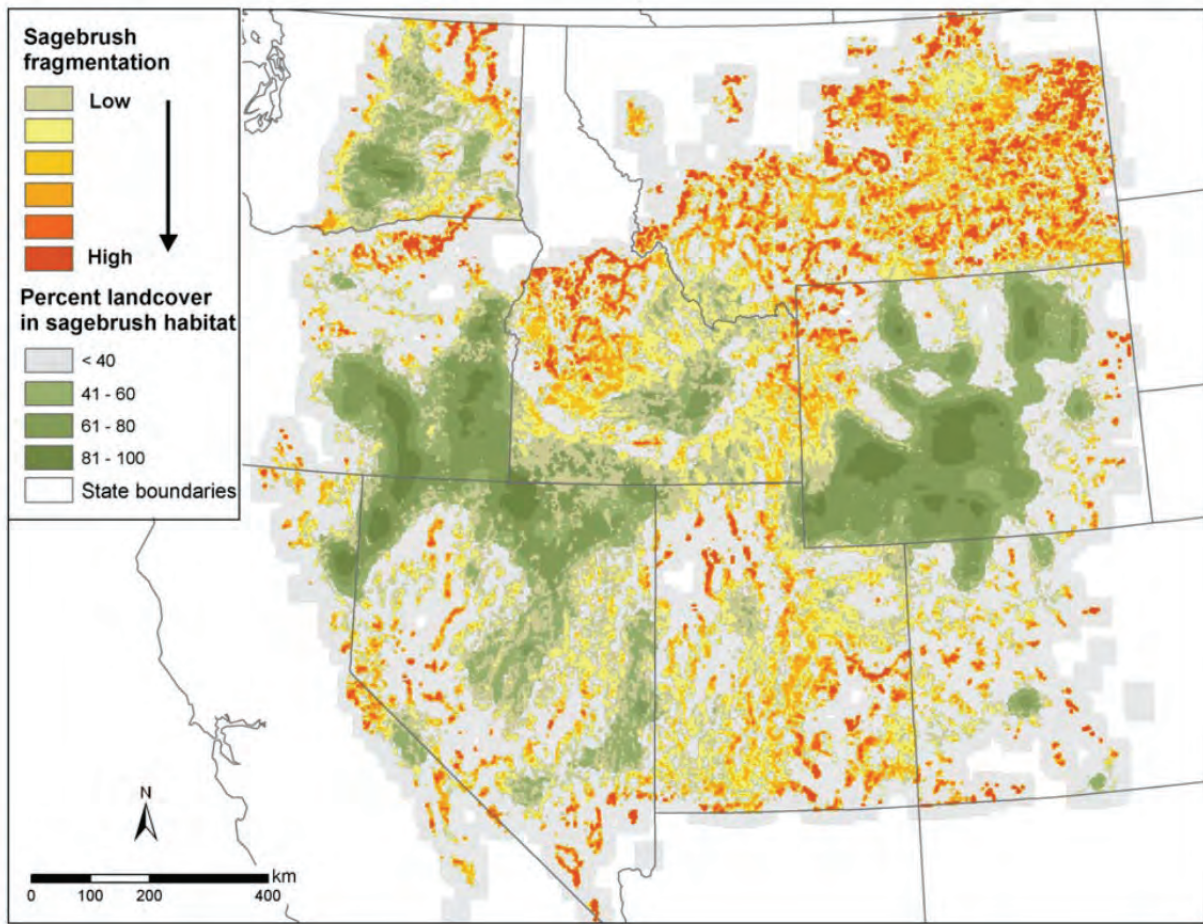 Sagebrush
fragmentation
Low
High
Percent landcover
in sagebrush habitat
< 40
41 - 60
61 - 80
81 - 100
State boundaries
N
km
0 100 200 400